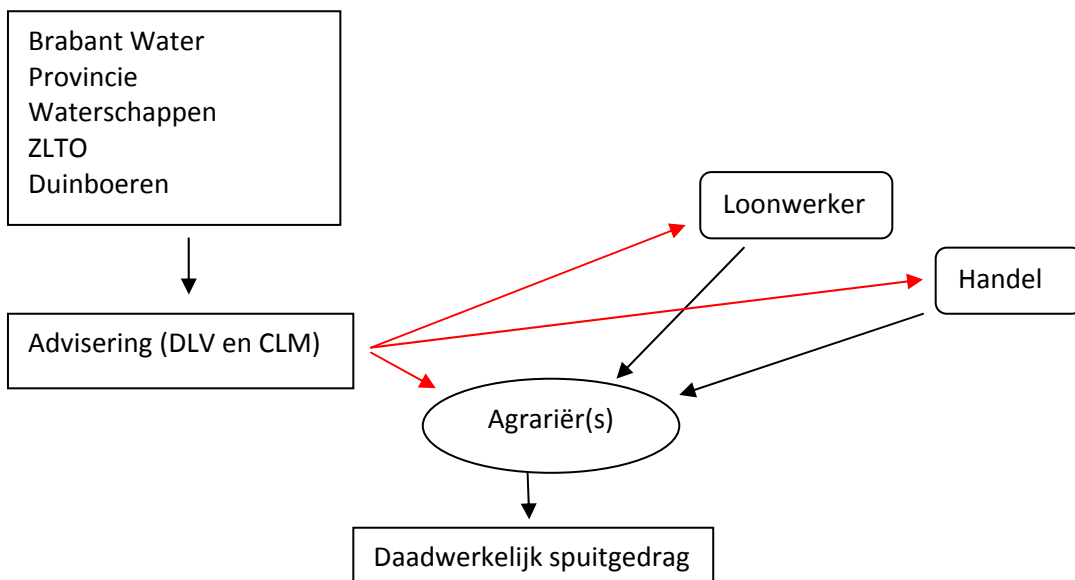 Brabant Water
Provincie
Waterschappen
ZLTO
Duinboeren
Loonwerker
Handel
Advisering (DLV en CLM)
Agrariër(s)
Daadwerkelijk spuitgedrag